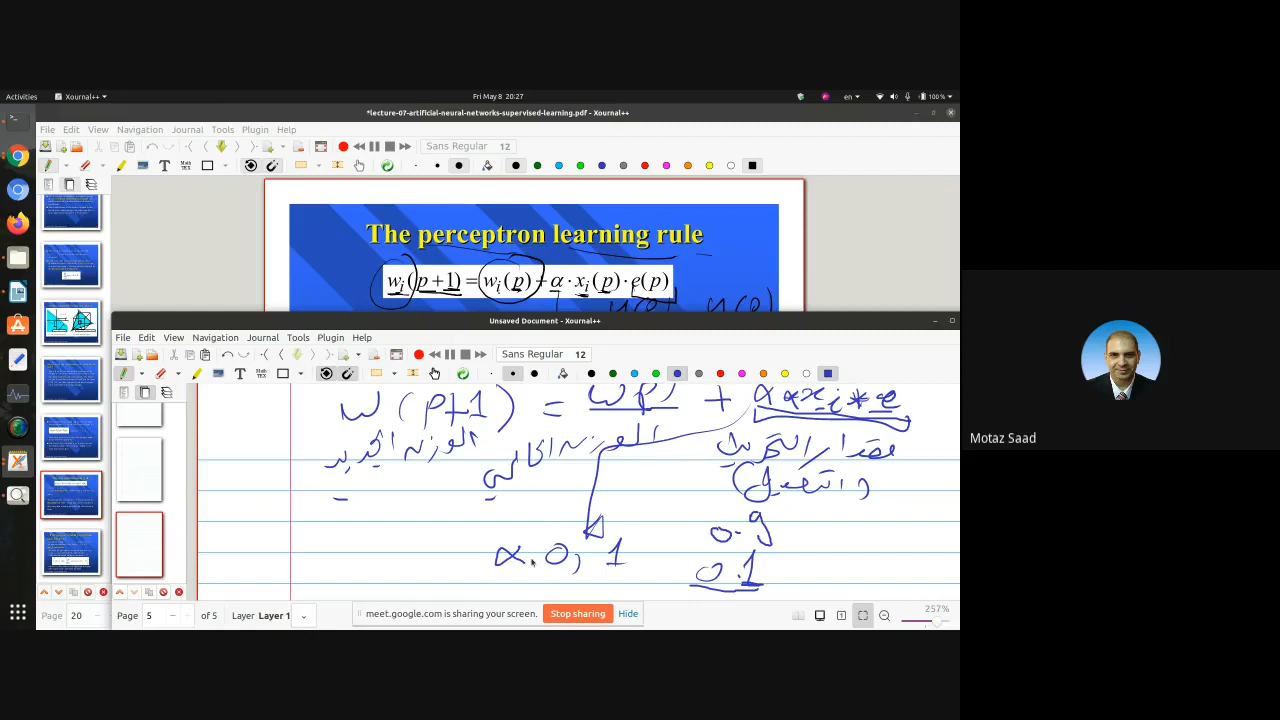 Activities
Xournal++
Fri May 8 20:27
en
100 %
*lecture-07-artificial-neural-networks-supervised-learning.pdf - Xournal++
File Edit View Navigation Journal Tools Plugin Help
Sans Regular 12
The perceptron learning rule
wi(p+1) = wi(p) + α · xi(p) · e(p)
Unsaved Document - Xournal++
File Edit View Navigation Journal Tools Plugin Help
Sans Regular 12
w(p+1) = wp + α * xi * e
الوزن الجديد
مقدار التعديل
α. 0, 1
0.9
0.1
Page 20
Page 5 of 5 Layer Layer 1
meet.google.com is sharing your screen. Stop sharing Hide
257%
Motaz Saad